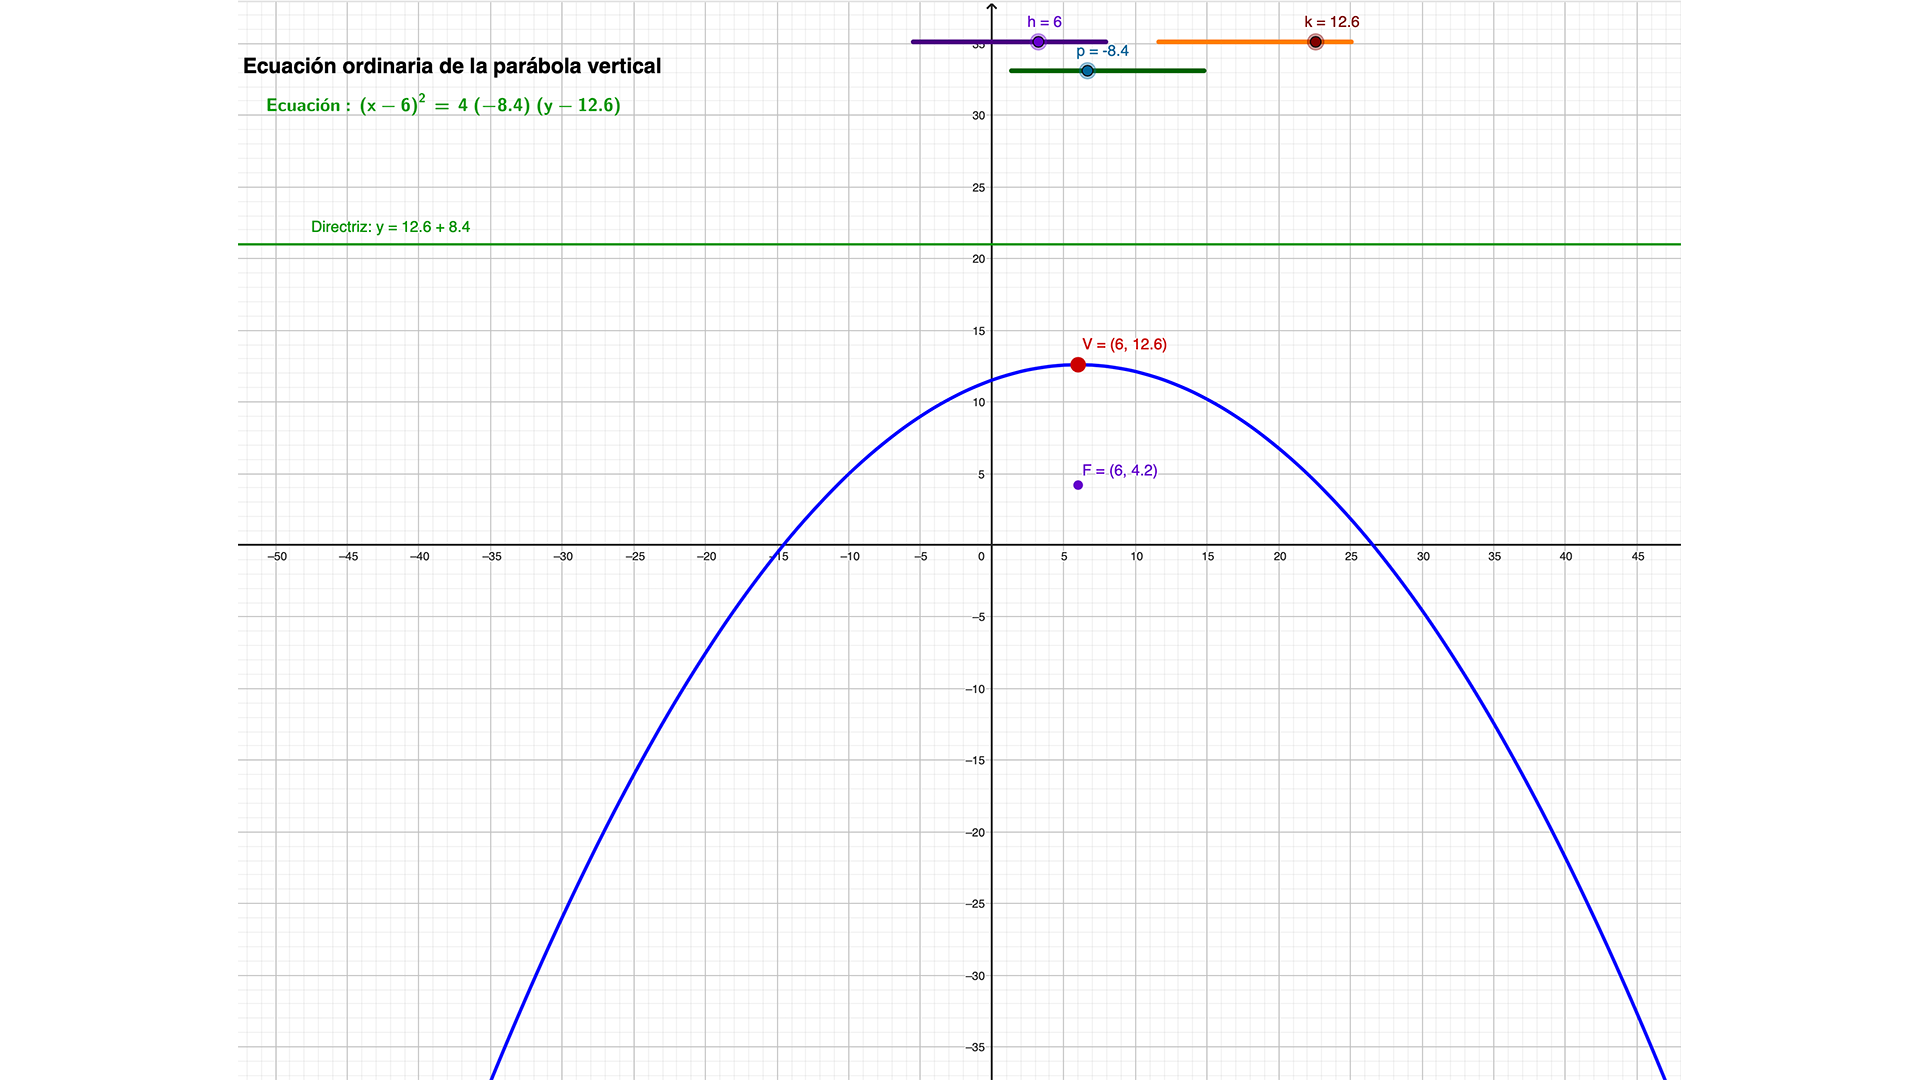 h = 6
k = 12.6
p = -8.4
Ecuación ordinaria de la parábola vertical
Ecuación : (x − 6)² = 4 (−8.4) (y − 12.6)
Directriz: y = 12.6 + 8.4
V = (6, 12.6)
F = (6, 4.2)
35
30
25
20
15
10
5
−50 −45 −40 −35 −30 −25 −20 −15 −10 −5 0 5 10 15 20 25 30 35 40 45
−5
−10
−15
−20
−25
−30
−35